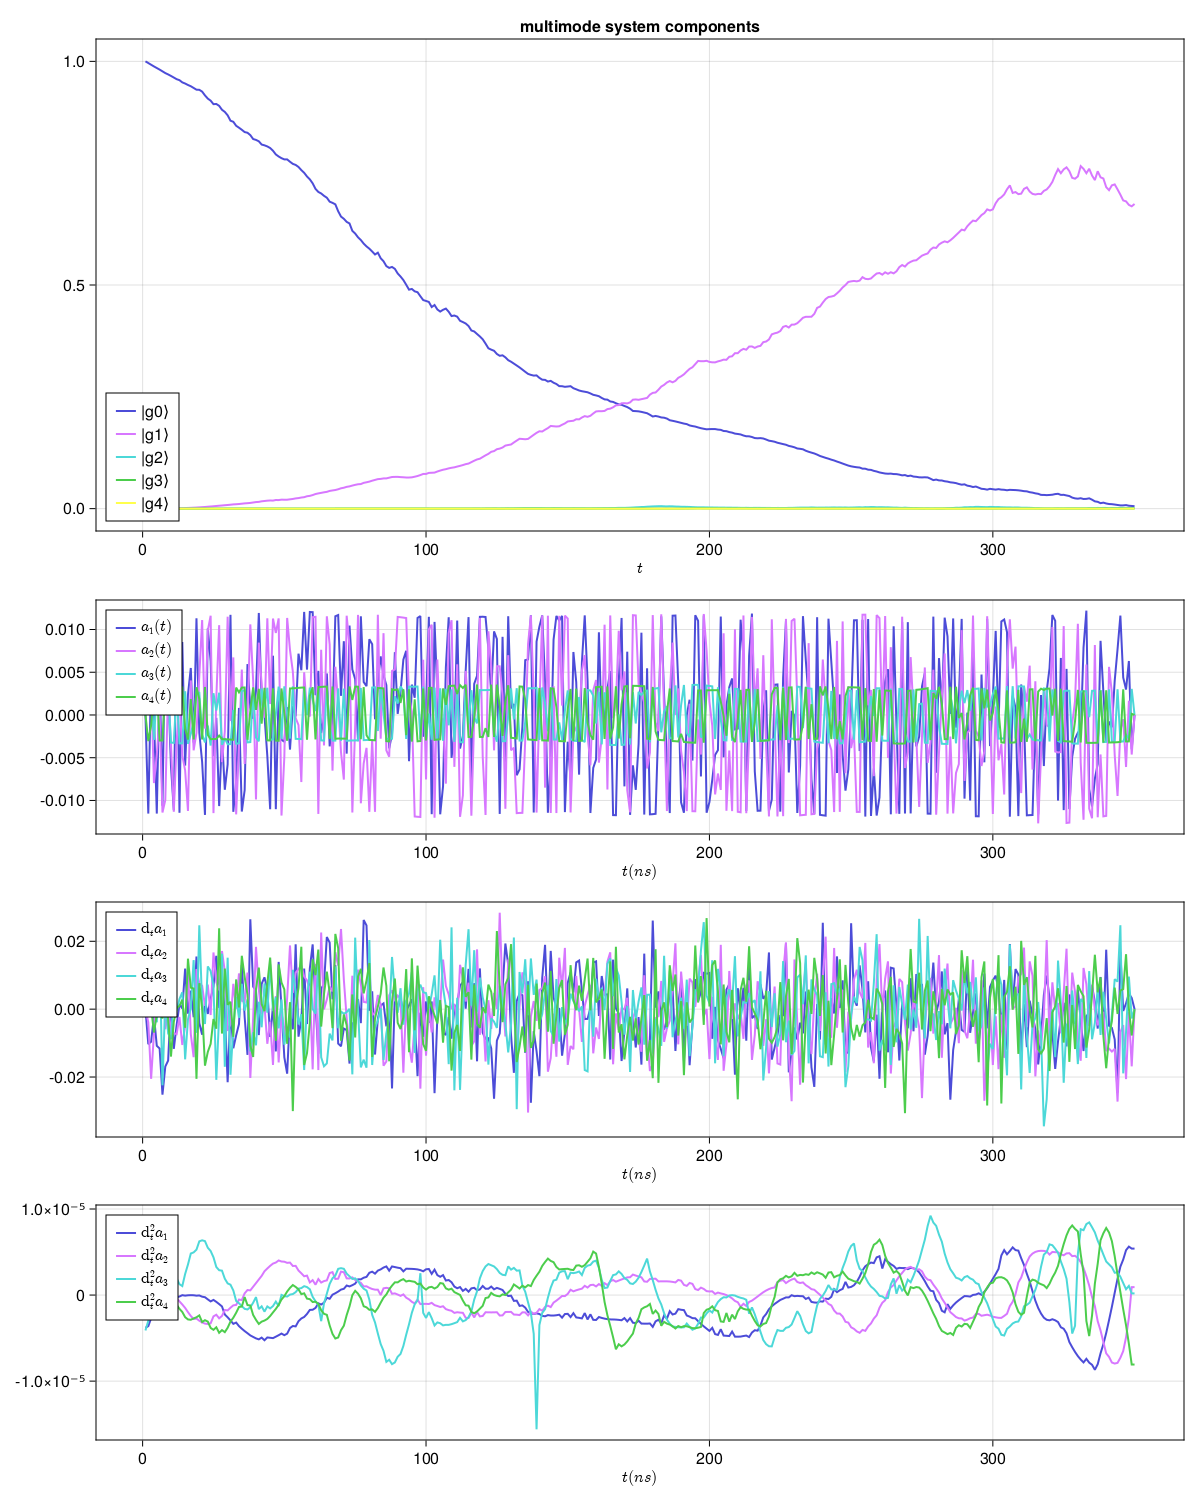 multimode system components
1.0
0.5
0.0
|g0⟩
|g1⟩
|g2⟩
|g3⟩
|g4⟩
0 100 200 300
t
0.010
0.005
0.000
-0.005
-0.010
a₁(t)
a₂(t)
a₃(t)
a₄(t)
0 100 200 300
t(ns)
0.02
0.00
-0.02
dₜa₁
dₜa₂
dₜa₃
dₜa₄
0 100 200 300
t(ns)
1.0×10⁻⁵
0
-1.0×10⁻⁵
d²ₜa₁
d²ₜa₂
d²ₜa₃
d²ₜa₄
0 100 200 300
t(ns)